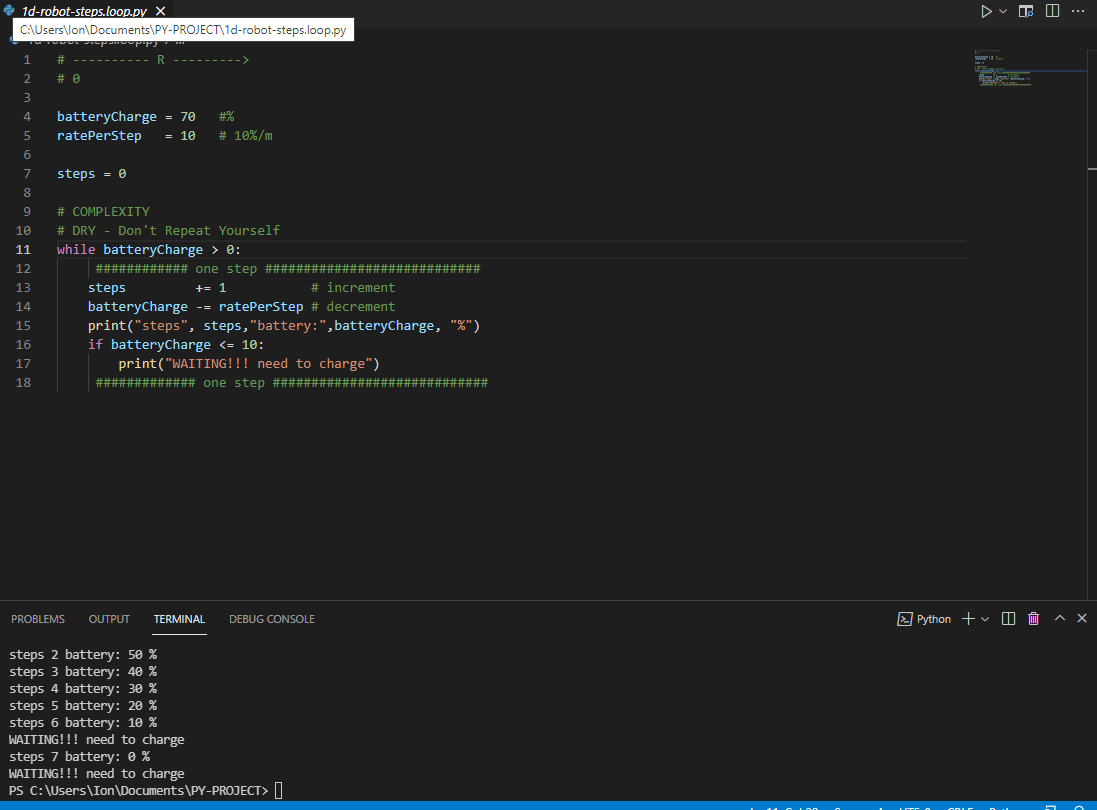 1d-robot-steps.loop.py
C:\Users\Ion\Documents\PY-PROJECT\1d-robot-steps.loop.py
1 # ---------- R --------->
2 # 0
3
4 batteryCharge = 70   #%
5 ratePerStep   = 10   # 10%/m
6
7 steps = 0
8
9 # COMPLEXITY
10 # DRY - Don't Repeat Yourself
11 while batteryCharge > 0:
12      ############ one step ############################
13     steps         += 1           # increment
14     batteryCharge -= ratePerStep # decrement
15     print("steps", steps,"battery:",batteryCharge, "%")
16     if batteryCharge <= 10:
17         print("WAITING!!! need to charge")
18      ############# one step ############################
PROBLEMS OUTPUT TERMINAL DEBUG CONSOLE Python
steps 2 battery: 50 %
steps 3 battery: 40 %
steps 4 battery: 30 %
steps 5 battery: 20 %
steps 6 battery: 10 %
WAITING!!! need to charge
steps 7 battery: 0 %
WAITING!!! need to charge
PS C:\Users\Ion\Documents\PY-PROJECT>